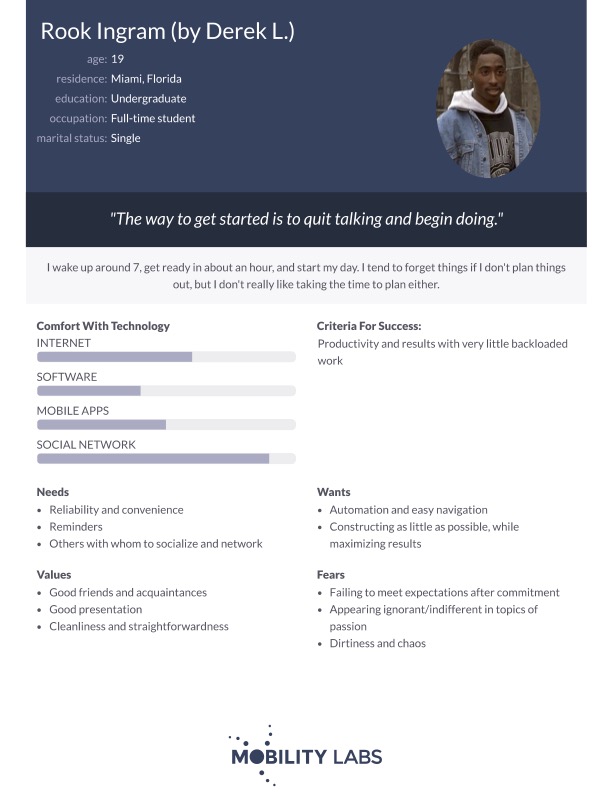 Rook Ingram (by Derek L.)
age: 19
residence: Miami, Florida
education: Undergraduate
occupation: Full-time student
marital status: Single
"The way to get started is to quit talking and begin doing."
I wake up around 7, get ready in about an hour, and start my day. I tend to forget things if I don't plan things
out, but I don't really like taking the time to plan either.
Comfort With Technology
INTERNET
SOFTWARE
MOBILE APPS
SOCIAL NETWORK
Criteria For Success:
Productivity and results with very little backloaded
work
Needs
• Reliability and convenience
• Reminders
• Others with whom to socialize and network
Wants
• Automation and easy navigation
• Constructing as little as possible, while
maximizing results
Values
• Good friends and acquaintances
• Good presentation
• Cleanliness and straightforwardness
Fears
• Failing to meet expectations after commitment
• Appearing ignorant/indifferent in topics of
passion
• Dirtiness and chaos
MOBILITY LABS